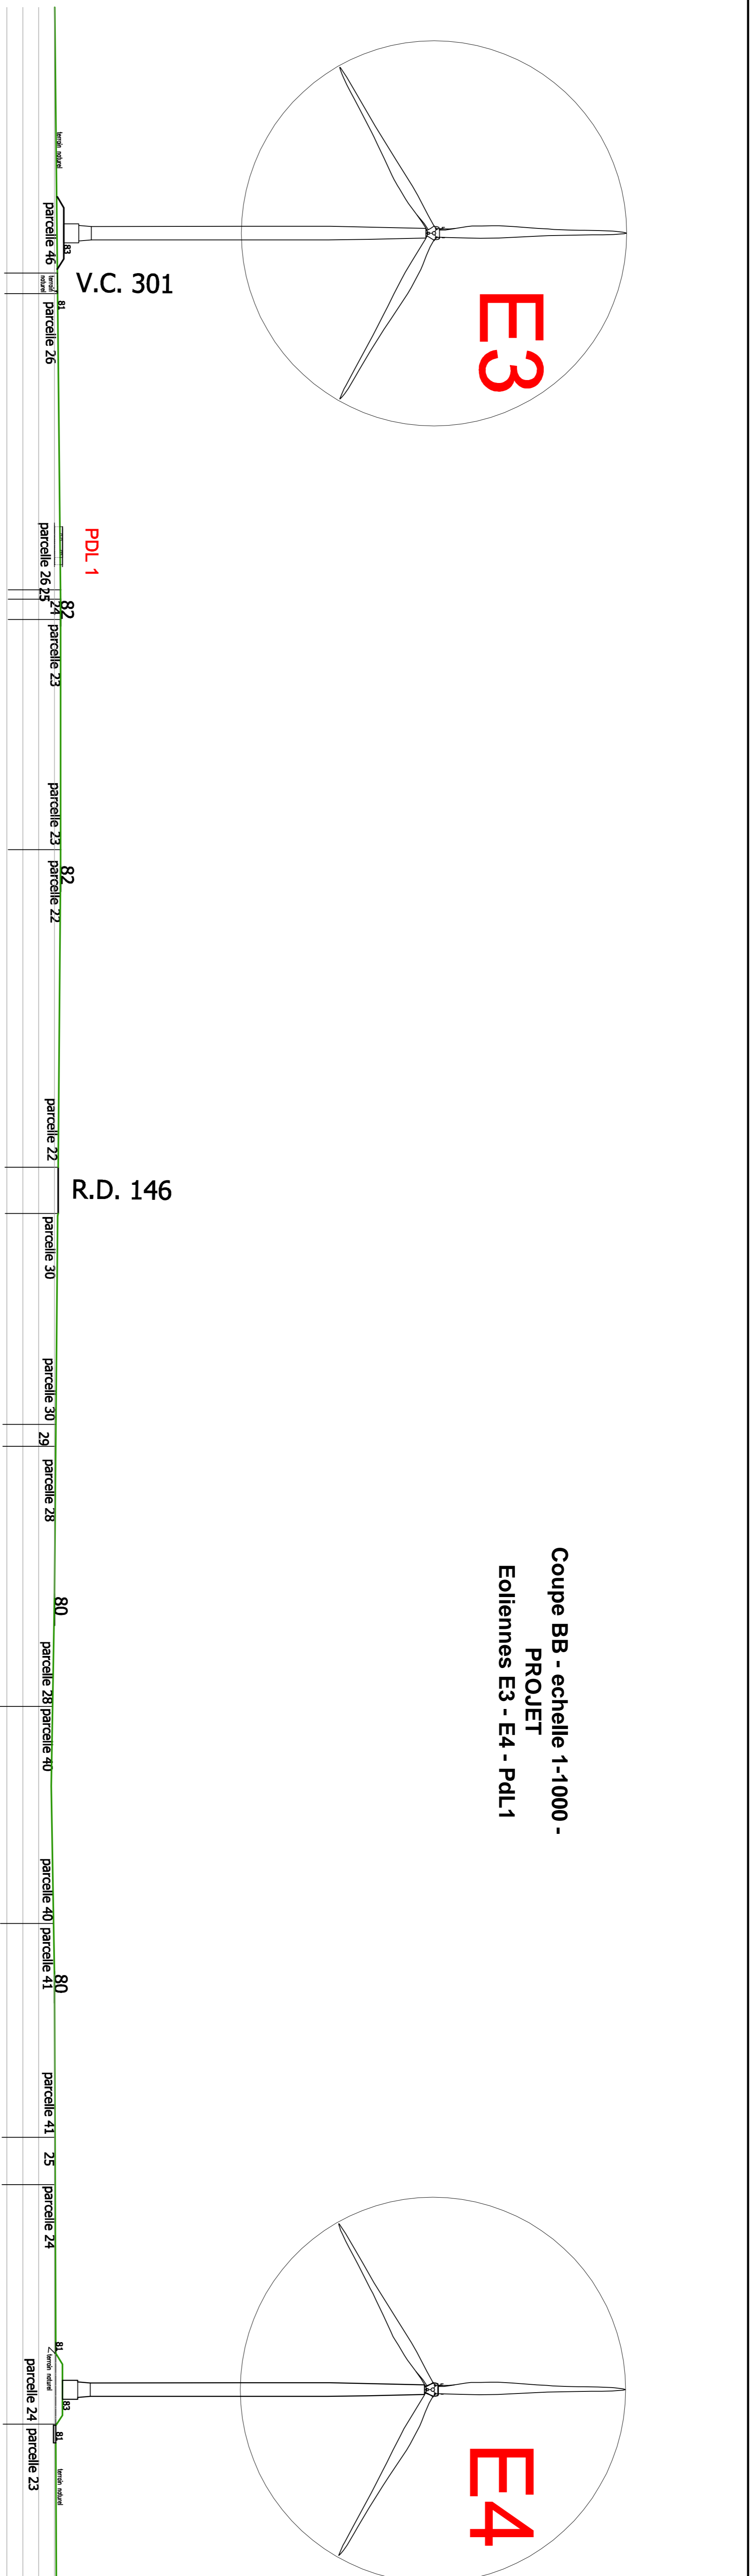 E3
E4
Coupe BB - echelle 1-1000 -
PROJET
Eoliennes E3 - E4 - PdL1
V.C. 301
PDL 1
R.D. 146
terrain naturel
83
81
82
82
80
80
81
83
81
terrain naturel
parcelle 46
terrain
naturel
parcelle 26
parcelle 26
25
24
parcelle 23
parcelle 23
parcelle 22
parcelle 22
parcelle 30
parcelle 30
29
parcelle 28
parcelle 28
parcelle 40
parcelle 40
parcelle 41
parcelle 41
25
parcelle 24
terrain naturel
parcelle 24
parcelle 23